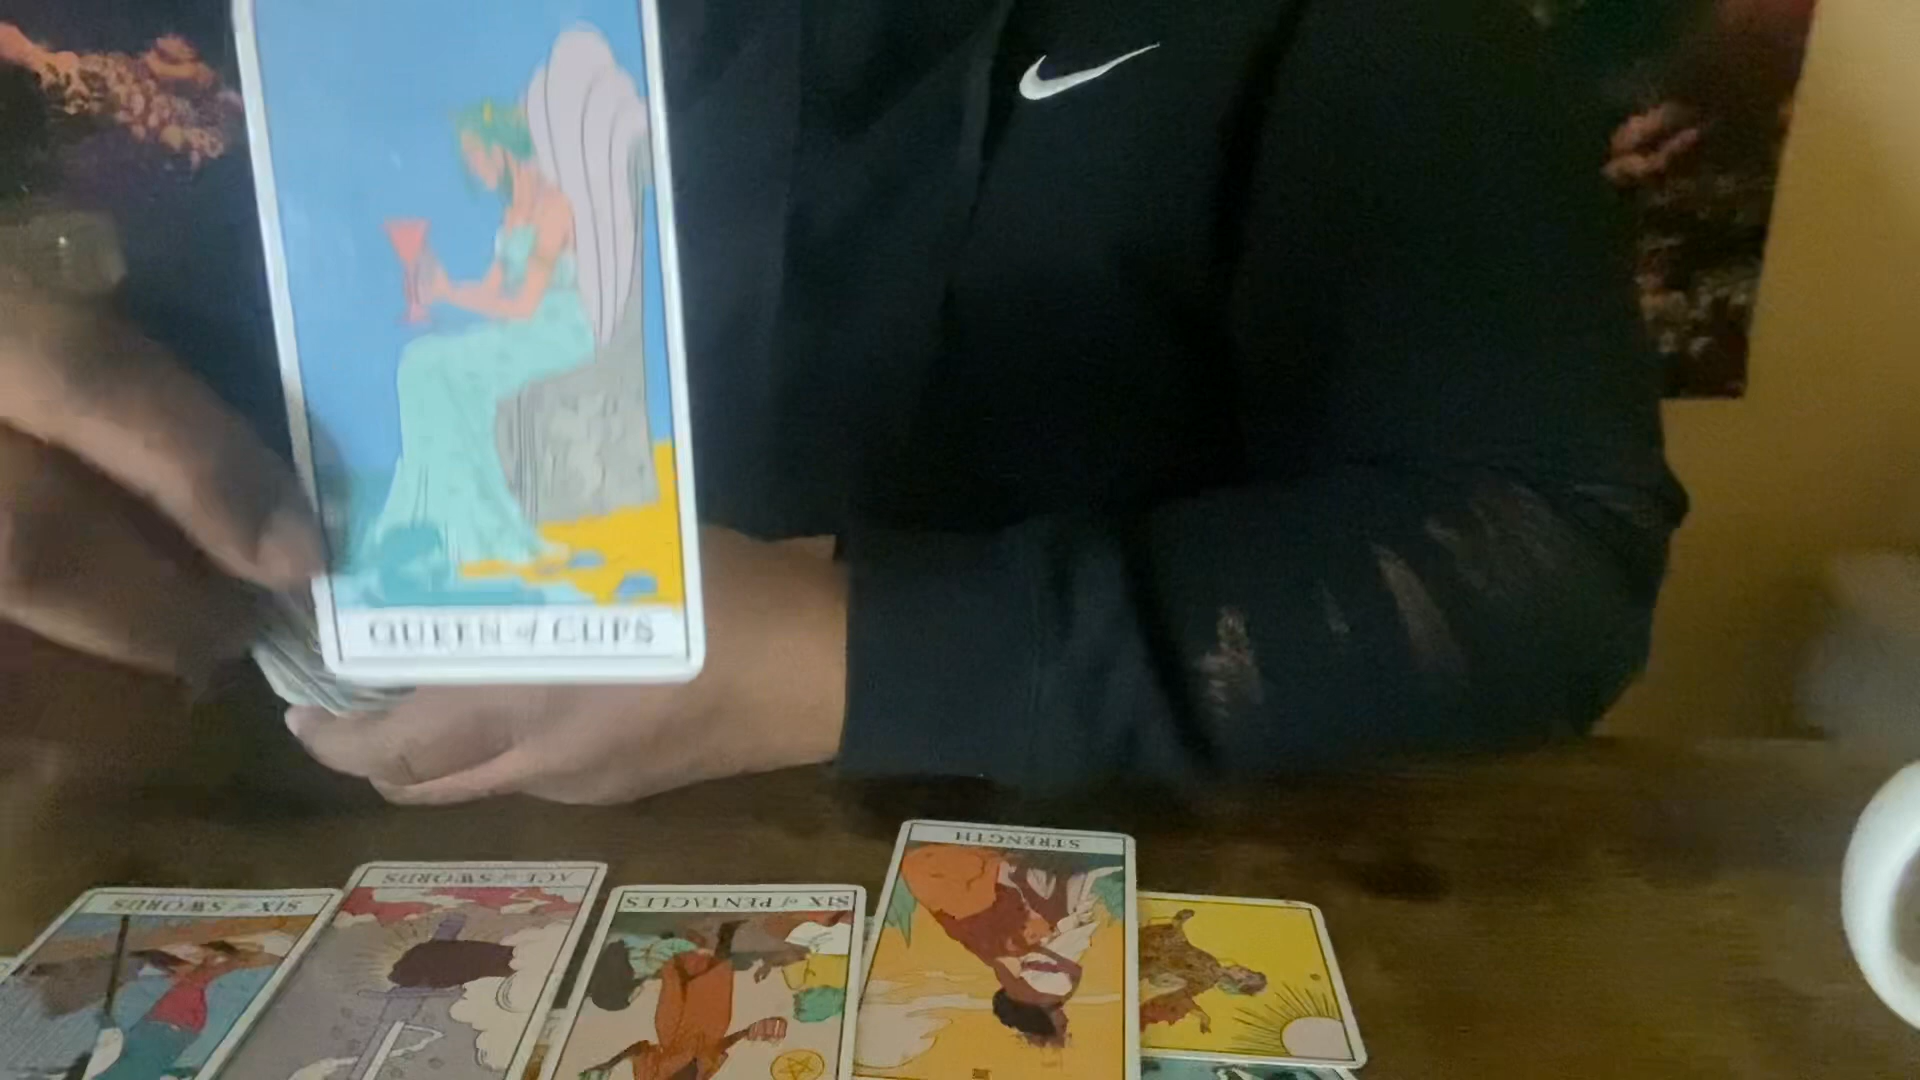 QUEEN of CUPS
STRENGTH
ACE of SWORDS
SIX of SWORDS
SIX of PENTACLES